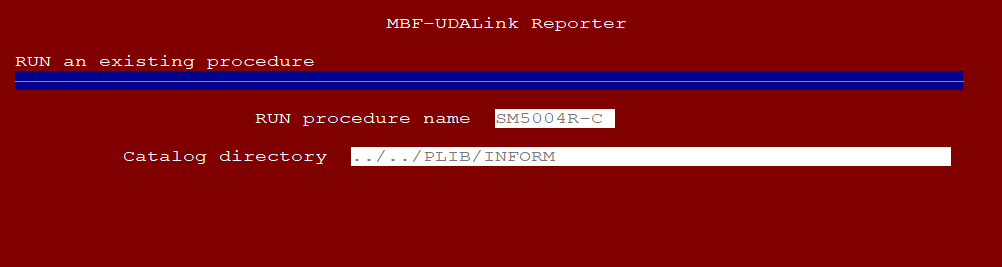 MBF-UDALink Reporter
RUN an existing procedure
RUN procedure name SM5004R-C
Catalog directory ../../PLIB/INFORM